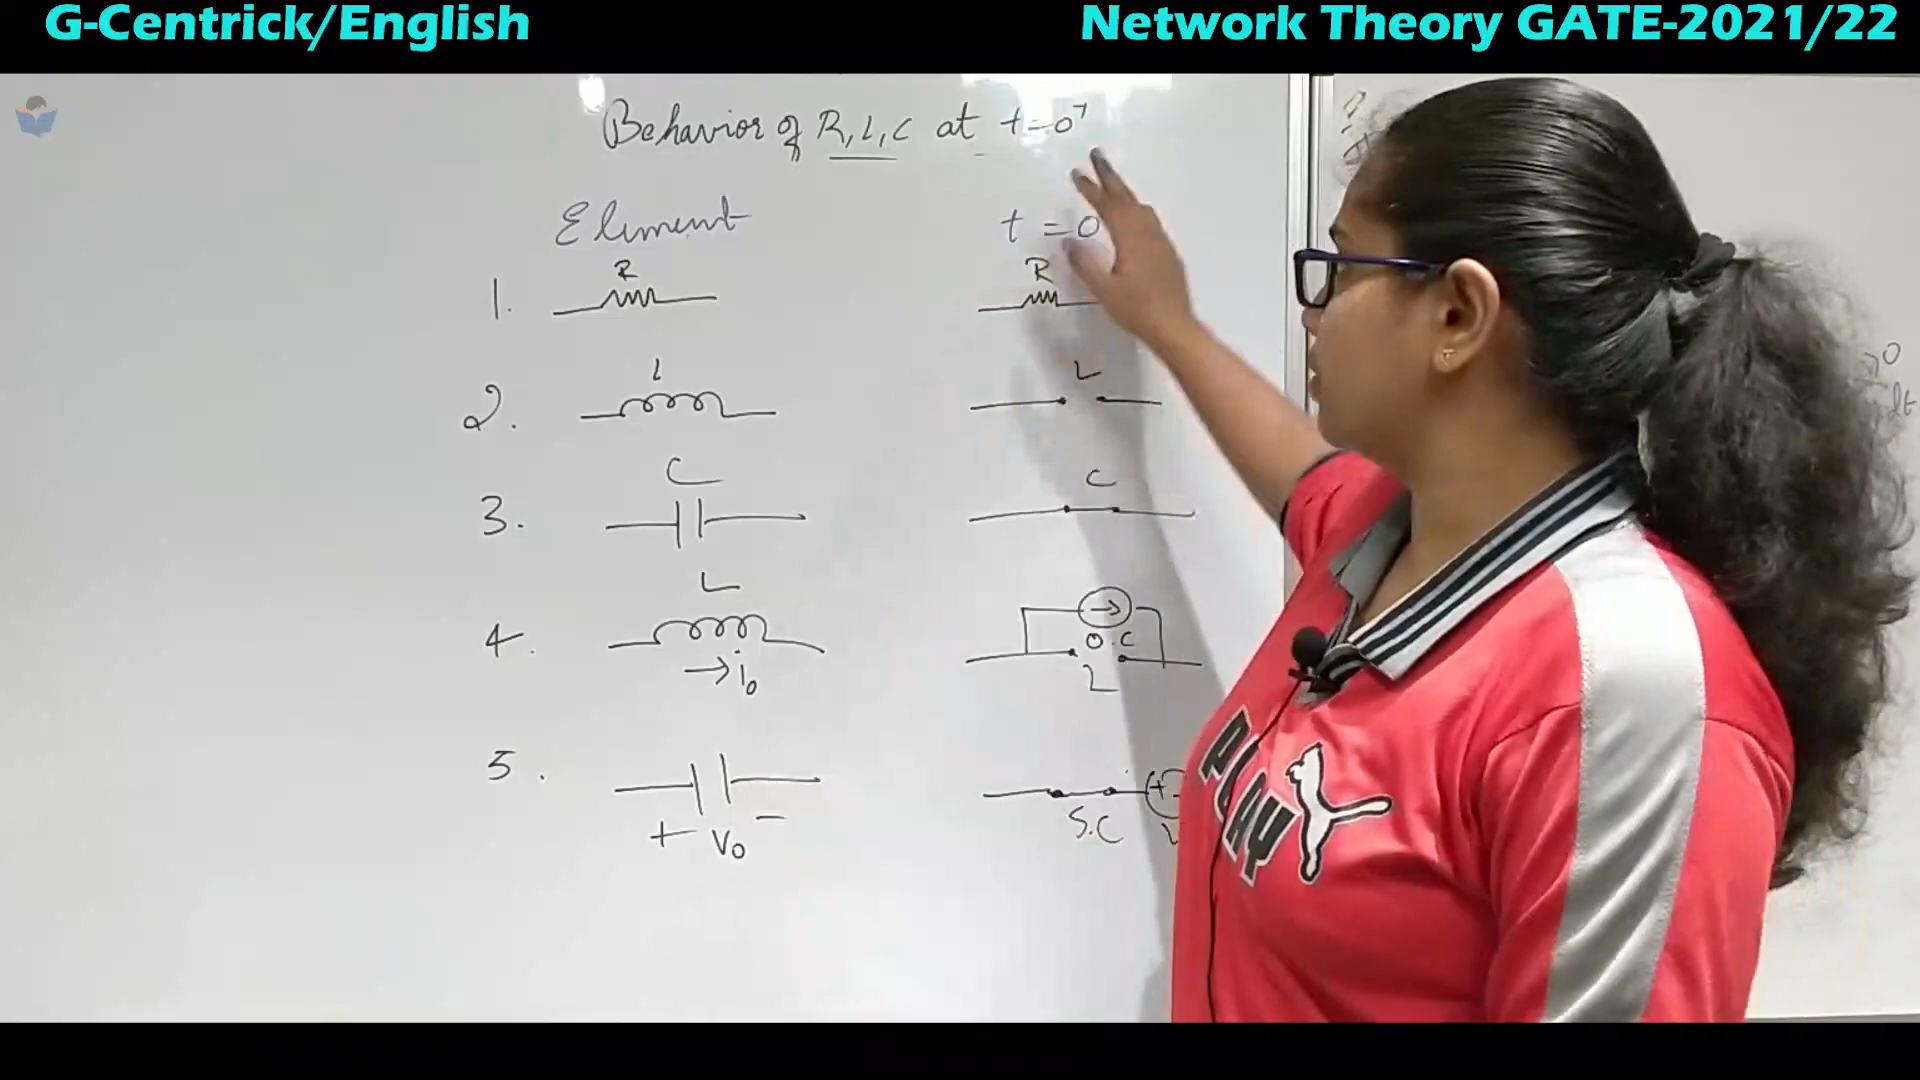 G-Centrick/English
Network Theory GATE-2021/22
Behavior of R, L, C at t=0+
Element t = 0
1. R R
2. L L
3. C C
4. L i0 O.C L
5. + V0 - S.C +
PLAY